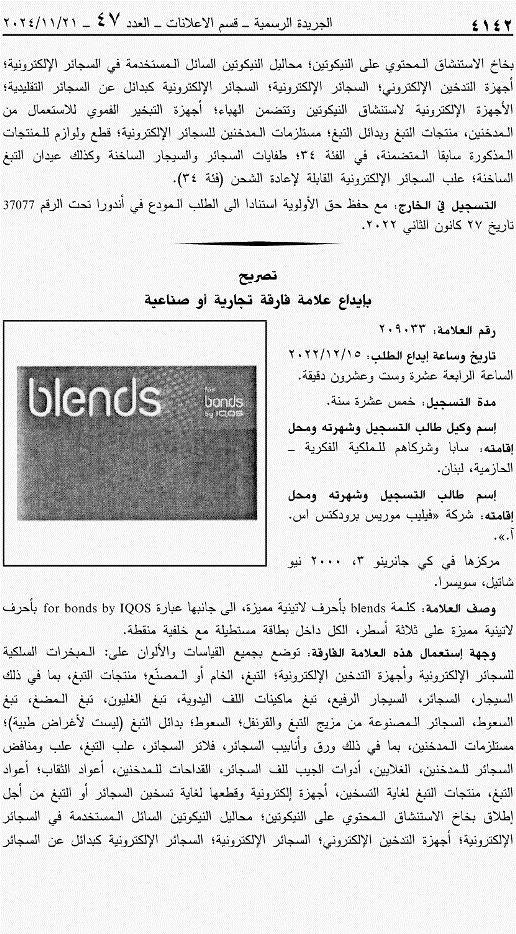 ٤١٤٢ الجريدة الرسمية – قسم الاعلانات – العدد ٤٧ – ٢٠٢٤/١١/٢١
بخاخ الاستنشاق المحتوي على النيكوتين؛ محاليل النيكوتين السائل المستخدمة في السجائر الإلكترونية؛
أجهزة التدخين الإلكتروني؛ السجائر الإلكترونية؛ السجائر الإلكترونية كبدائل عن السجائر التقليدية؛
الأجهزة الإلكترونية لاستنشاق النيكوتين وتتضمن الهباء؛ أجهزة التبخير الفموي للاستعمال من
المدخنين، منتجات التبغ وبدائل التبغ؛ مستلزمات المدخنين للسجائر الإلكترونية؛ قطع ولوازم للمنتجات
المذكورة سابقا المتضمنة، في الفئة ٣٤؛ طفايات السجائر والسيجار الساخنة وكذلك عيدان التبغ
الساخنة؛ علب السجائر الإلكترونية القابلة لإعادة الشحن (فئة ٣٤).
التسجيل في الخارج: مع حفظ حق الأولوية استنادا الى الطلب المودع في أندورا تحت الرقم 37077
تاريخ ٢٧ كانون الثاني ٢٠٢٢.
تصريح
بإيداع علامة فارقة تجارية أو صناعية
رقم العلامة: ٢٠٩٠٣٣
تاريخ وساعة إيداع الطلب: ٢٠٢٢/١٢/١٥
الساعة الرابعة عشرة وست وعشرون دقيقة.
مدة التسجيل: خمس عشرة سنة.
إسم وكيل طالب التسجيل وشهرته ومحل
إقامته: سابا وشركاهم للملكية الفكرية –
الحازمية، لبنان.
إسم طالب التسجيل وشهرته ومحل
إقامته: شركة «فيليب موريس برودكتس اس.
آ.».
مركزها في كي جانرينو ٣، ٢٠٠٠ نيو
شاتيل، سويسرا.
blends
for
bonds
by IQOS
وصف العلامة: كلمة blends بأحرف لاتينية مميزة، الى جانبها عبارة for bonds by IQOS بأحرف
لاتينية مميزة على ثلاثة أسطر، الكل داخل بطاقة مستطيلة مع خلفية منقطة.
وجهة إستعمال هذه العلامة الفارقة: توضع بجميع القياسات والألوان على: المبخرات السلكية
للسجائر الإلكترونية وأجهزة التدخين الإلكترونية؛ التبغ، الخام أو المصنّع؛ منتجات التبغ، بما في ذلك
السيجار، السجائر، السيجار الرفيع، تبغ ماكينات اللف اليدوية، تبغ الغليون، تبغ المضغ، تبغ
السعوط، السجائر المصنوعة من مزيج التبغ والقرنفل؛ السعوط؛ بدائل التبغ (ليست لأغراض طبية)؛
مستلزمات المدخنين، بما في ذلك ورق وأنابيب السجائر، فلاتر السجائر، علب التبغ، علب ومنافض
السجائر للمدخنين، الغلايين، أدوات الجيب للف السجائر، القداحات للمدخنين، أعواد الثقاب؛ أعواد
التبغ، منتجات التبغ لغاية التسخين، أجهزة إلكترونية وقطعها لغاية تسخين السجائر أو التبغ من أجل
إطلاق بخاخ الاستنشاق المحتوي على النيكوتين؛ محاليل النيكوتين السائل المستخدمة في السجائر
الإلكترونية؛ أجهزة التدخين الإلكتروني؛ السجائر الإلكترونية؛ السجائر الإلكترونية كبدائل عن السجائر